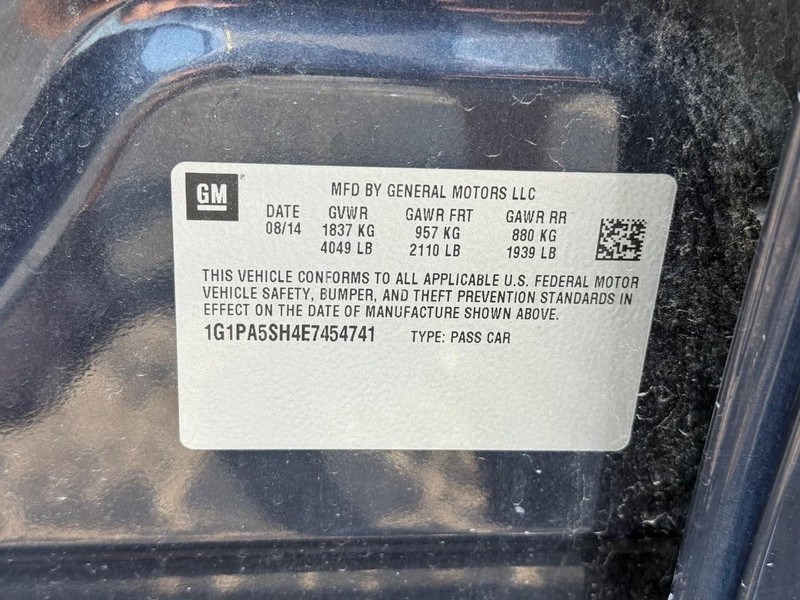 GM
MFD BY GENERAL MOTORS LLC
DATE GVWR GAWR FRT GAWR RR
08/14 1837 KG 957 KG 880 KG
4049 LB 2110 LB 1939 LB
THIS VEHICLE CONFORMS TO ALL APPLICABLE U.S. FEDERAL MOTOR
VEHICLE SAFETY, BUMPER, AND THEFT PREVENTION STANDARDS IN
EFFECT ON THE DATE OF MANUFACTURE SHOWN ABOVE.
1G1PA5SH4E7454741 TYPE: PASS CAR